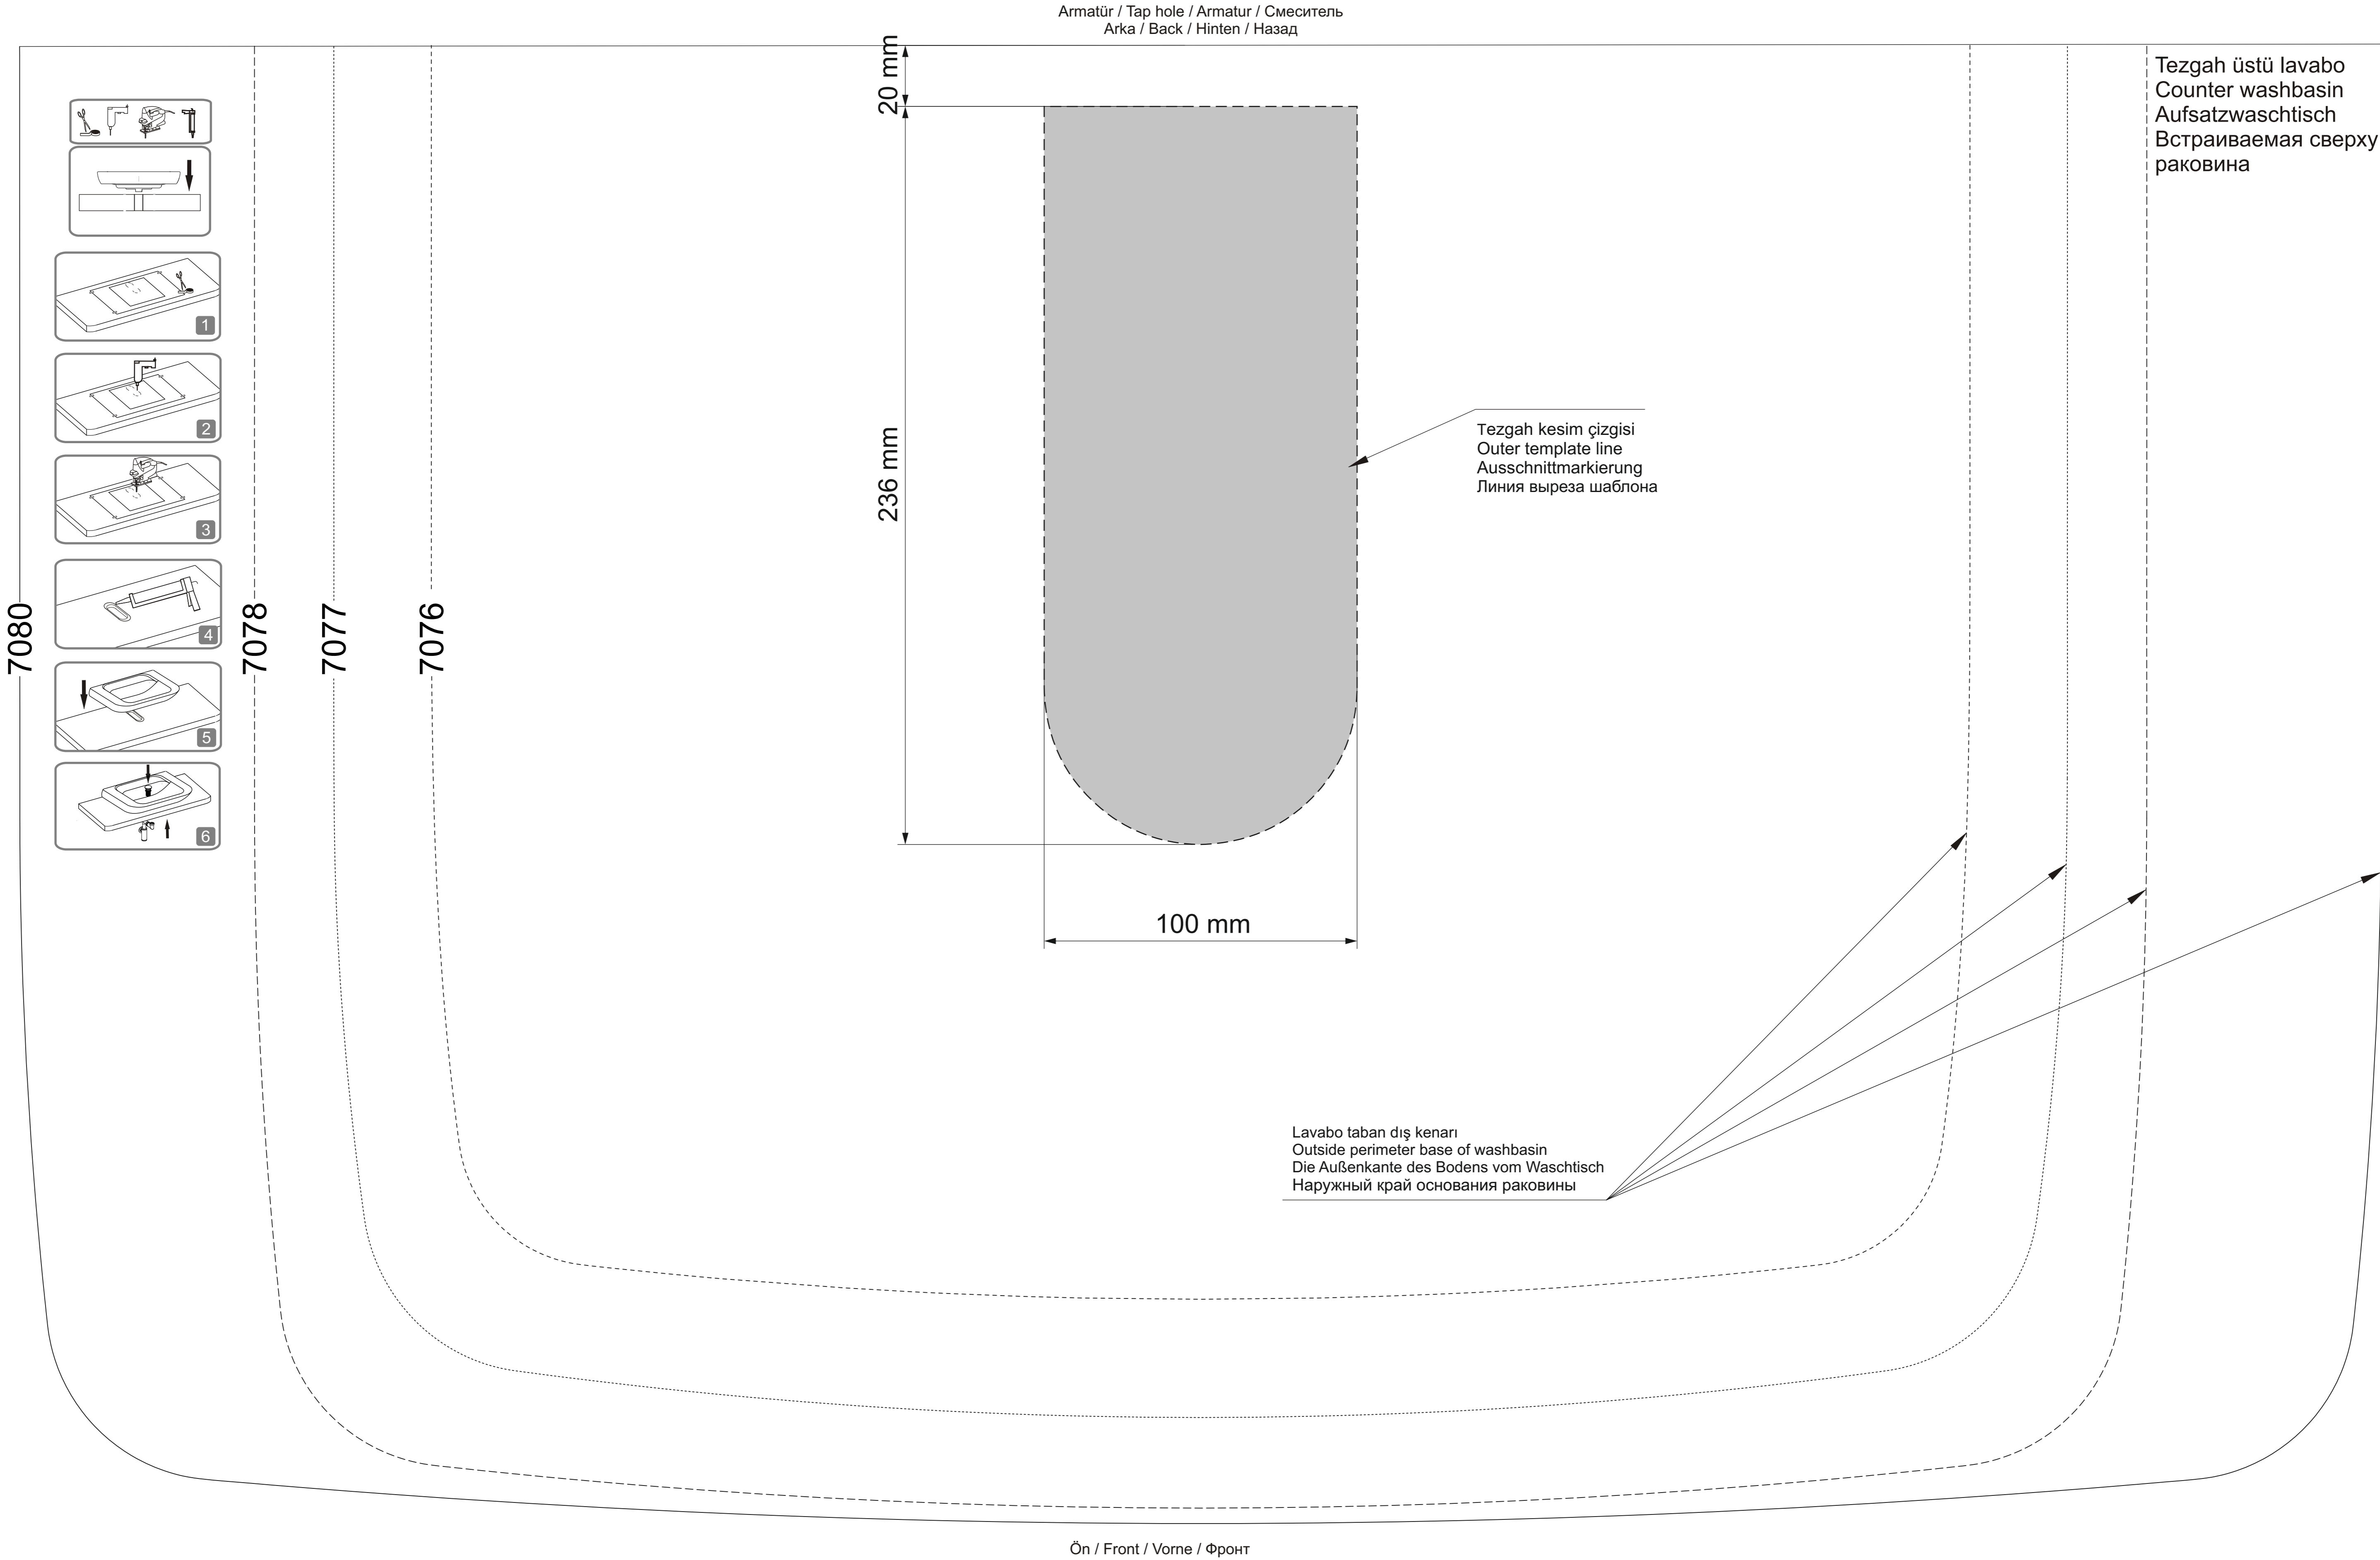 Armatür / Tap hole / Armatur / Смеситель
Arka / Back / Hinten / Назад
20 mm
Tezgah üstü lavabo
Counter washbasin
Aufsatzwaschtisch
Встраиваемая сверху
раковина
1
2
3
4
5
6
7080
7078
7077
7076
236 mm
Tezgah kesim çizgisi
Outer template line
Ausschnittmarkierung
Линия выреза шаблона
100 mm
Lavabo taban dış kenarı
Outside perimeter base of washbasin
Die Außenkante des Bodens vom Waschtisch
Наружный край основания раковины
Ön / Front / Vorne / Фронт